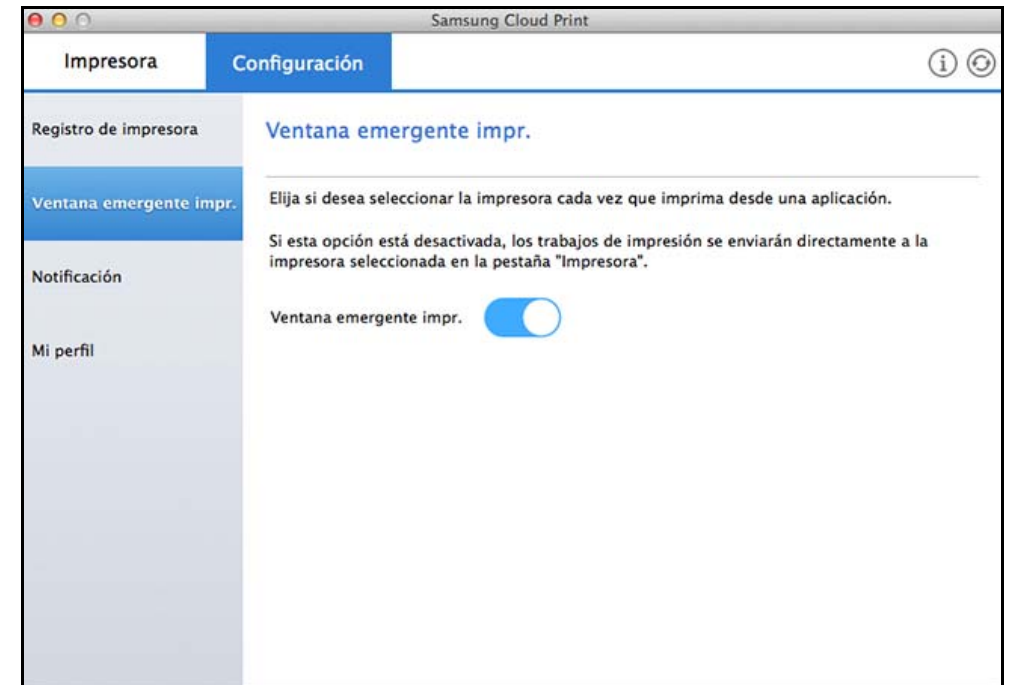 Samsung Cloud Print
Impresora
Configuración
Registro de impresora
Ventana emergente impr.
Notificación
Mi perfil
Ventana emergente impr.
Elija si desea seleccionar la impresora cada vez que imprima desde una aplicación.
Si esta opción está desactivada, los trabajos de impresión se enviarán directamente a la
impresora seleccionada en la pestaña "Impresora".
Ventana emergente impr.